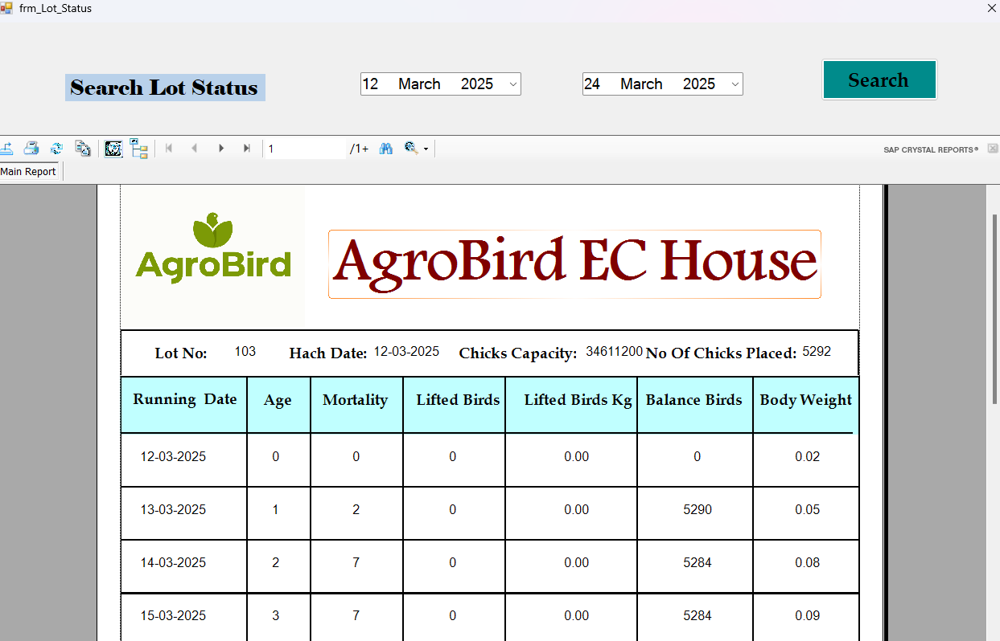 frm_Lot_Status
Search Lot Status
12 March 2025
24 March 2025
Search
1 /1+
SAP CRYSTAL REPORTS®
Main Report
AgroBird
AgroBird EC House
Lot No: 103 Hach Date: 12-03-2025 Chicks Capacity: 34611200 No Of Chicks Placed: 5292
Running Date Age Mortality Lifted Birds Lifted Birds Kg Balance Birds Body Weight
12-03-2025 0 0 0 0.00 0 0.02
13-03-2025 1 2 0 0.00 5290 0.05
14-03-2025 2 7 0 0.00 5284 0.08
15-03-2025 3 7 0 0.00 5284 0.09